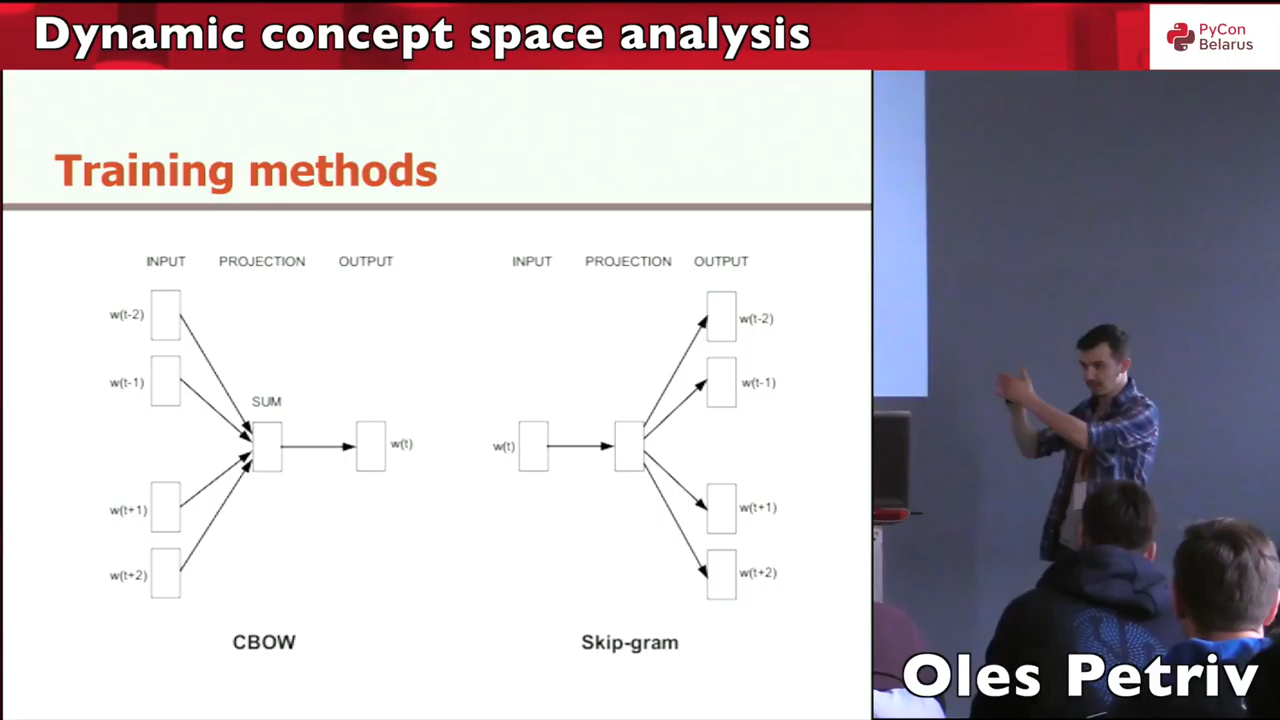 Dynamic concept space analysis
PyCon
Belarus
Training methods
INPUT PROJECTION OUTPUT
w(t-2)
w(t-1)
SUM
w(t)
w(t+1)
w(t+2)
CBOW
INPUT PROJECTION OUTPUT
w(t-2)
w(t-1)
w(t)
w(t+1)
w(t+2)
Skip-gram
Oles Petriv